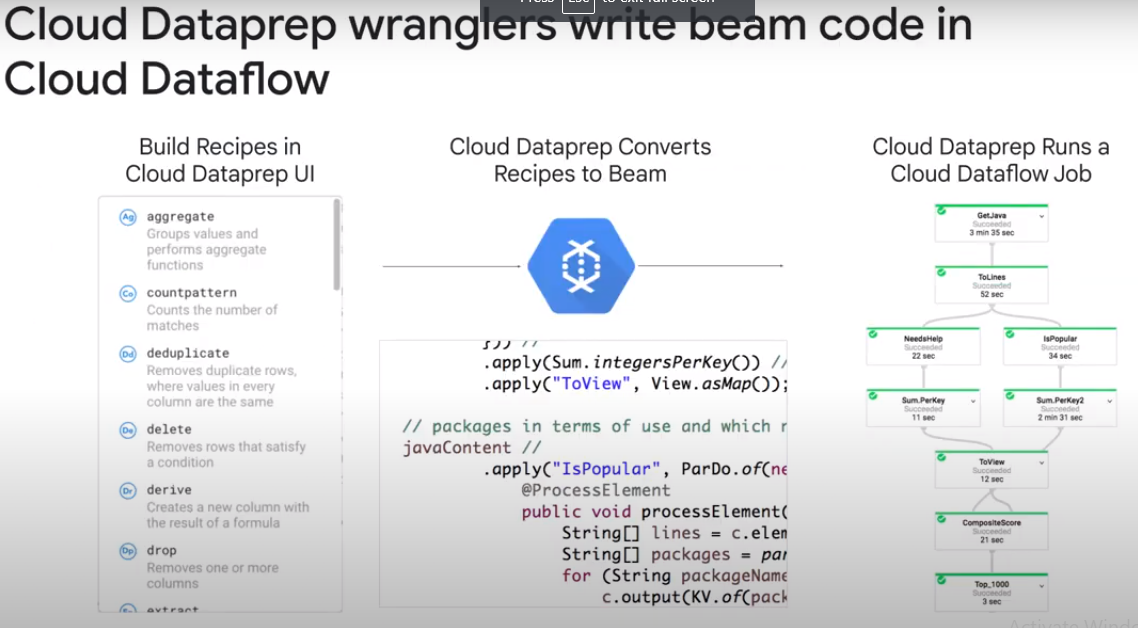 Press Esc to exit full screen
Cloud Dataprep wranglers write beam code in
Cloud Dataflow
Build Recipes in
Cloud Dataprep UI
Ag aggregate
Groups values and
performs aggregate
functions
Co countpattern
Counts the number of
matches
Dd deduplicate
Removes duplicate rows,
where values in every
column are the same
De delete
Removes rows that satisfy
a condition
Dr derive
Creates a new column with
the result of a formula
Dp drop
Removes one or more
columns
extract
Cloud Dataprep Converts
Recipes to Beam
})) //
.apply(Sum.integersPerKey()) //
.apply("ToView", View.asMap());
// packages in terms of use and which
javaContent //
.apply("IsPopular", ParDo.of(ne
@ProcessElement
public void processElement(
String[] lines = c.elem
String[] packages = par
for (String packageName
c.output(KV.of(pack
Cloud Dataprep Runs a
Cloud Dataflow Job
GetJava
Succeeded
3 min 35 sec
ToLines
Succeeded
52 sec
NeedsHelp
Succeeded
22 sec
IsPopular
Succeeded
34 sec
Sum.PerKey
Succeeded
11 sec
Sum.PerKey2
Succeeded
2 min 31 sec
ToView
Succeeded
12 sec
CompositeScore
Succeeded
21 sec
Top_1000
Succeeded
3 sec
Activate Windo